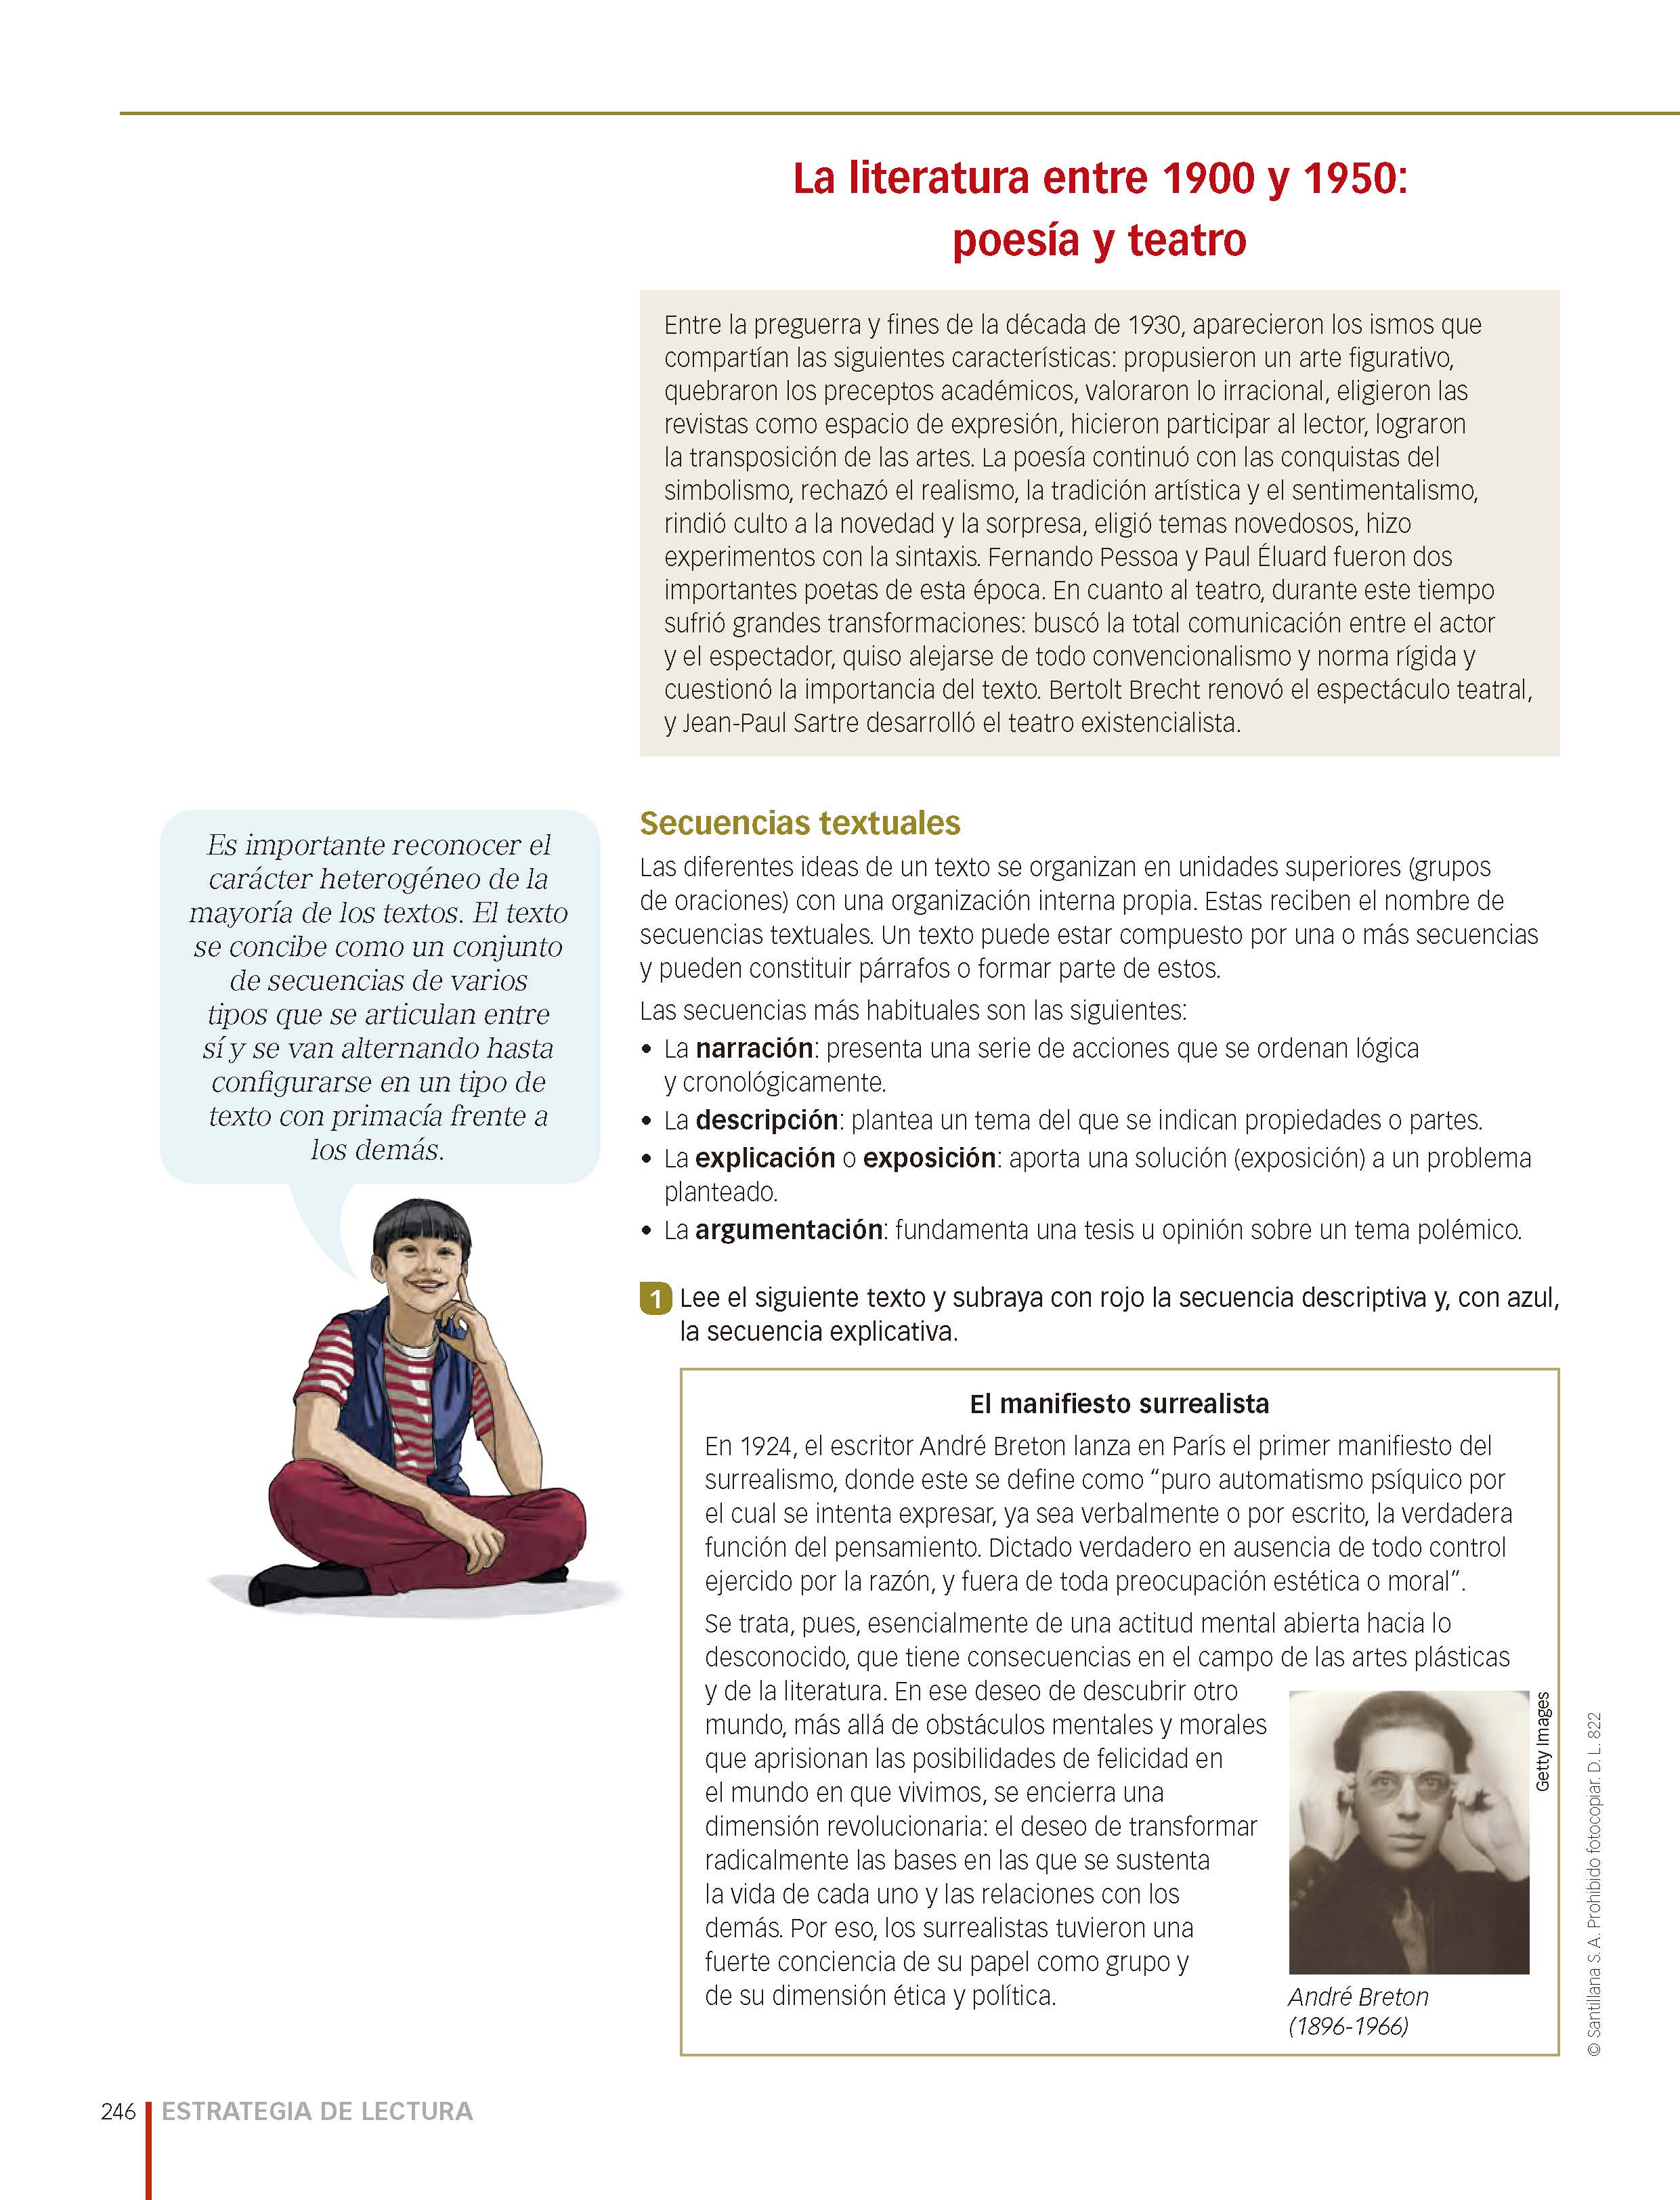 La literatura entre 1900 y 1950:
poesía y teatro
Entre la preguerra y fines de la década de 1930, aparecieron los ismos que
compartían las siguientes características: propusieron un arte figurativo,
quebraron los preceptos académicos, valoraron lo irracional, eligieron las
revistas como espacio de expresión, hicieron participar al lector, lograron
la transposición de las artes. La poesía continuó con las conquistas del
simbolismo, rechazó el realismo, la tradición artística y el sentimentalismo,
rindió culto a la novedad y la sorpresa, eligió temas novedosos, hizo
experimentos con la sintaxis. Fernando Pessoa y Paul Éluard fueron dos
importantes poetas de esta época. En cuanto al teatro, durante este tiempo
sufrió grandes transformaciones: buscó la total comunicación entre el actor
y el espectador, quiso alejarse de todo convencionalismo y norma rígida y
cuestionó la importancia del texto. Bertolt Brecht renovó el espectáculo teatral,
y Jean-Paul Sartre desarrolló el teatro existencialista.
Es importante reconocer el
carácter heterogéneo de la
mayoría de los textos. El texto
se concibe como un conjunto
de secuencias de varios
tipos que se articulan entre
sí y se van alternando hasta
configurarse en un tipo de
texto con primacía frente a
los demás.
Secuencias textuales
Las diferentes ideas de un texto se organizan en unidades superiores (grupos
de oraciones) con una organización interna propia. Estas reciben el nombre de
secuencias textuales. Un texto puede estar compuesto por una o más secuencias
y pueden constituir párrafos o formar parte de estos.
Las secuencias más habituales son las siguientes:
• La narración: presenta una serie de acciones que se ordenan lógica
y cronológicamente.
• La descripción: plantea un tema del que se indican propiedades o partes.
• La explicación o exposición: aporta una solución (exposición) a un problema
planteado.
• La argumentación: fundamenta una tesis u opinión sobre un tema polémico.
1 Lee el siguiente texto y subraya con rojo la secuencia descriptiva y, con azul,
la secuencia explicativa.
El manifiesto surrealista
En 1924, el escritor André Breton lanza en París el primer manifiesto del
surrealismo, donde este se define como “puro automatismo psíquico por
el cual se intenta expresar, ya sea verbalmente o por escrito, la verdadera
función del pensamiento. Dictado verdadero en ausencia de todo control
ejercido por la razón, y fuera de toda preocupación estética o moral”.
Se trata, pues, esencialmente de una actitud mental abierta hacia lo
desconocido, que tiene consecuencias en el campo de las artes plásticas
y de la literatura. En ese deseo de descubrir otro
mundo, más allá de obstáculos mentales y morales
que aprisionan las posibilidades de felicidad en
el mundo en que vivimos, se encierra una
dimensión revolucionaria: el deseo de transformar
radicalmente las bases en las que se sustenta
la vida de cada uno y las relaciones con los
demás. Por eso, los surrealistas tuvieron una
fuerte conciencia de su papel como grupo y
de su dimensión ética y política.
Getty Images
André Breton
(1896-1966)
© Santillana S. A. Prohibido fotocopiar. D. L. 822
246 ESTRATEGIA DE LECTURA